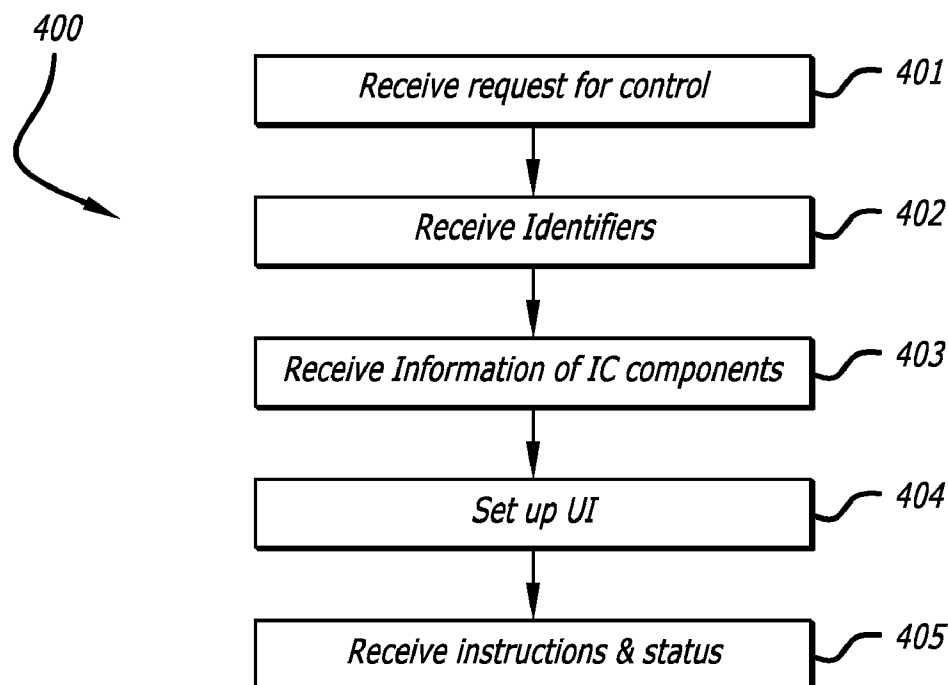 400
Receive request for control
401
Receive Identifiers
402
Receive Information of IC components
403
Set up UI
404
Receive instructions & status
405